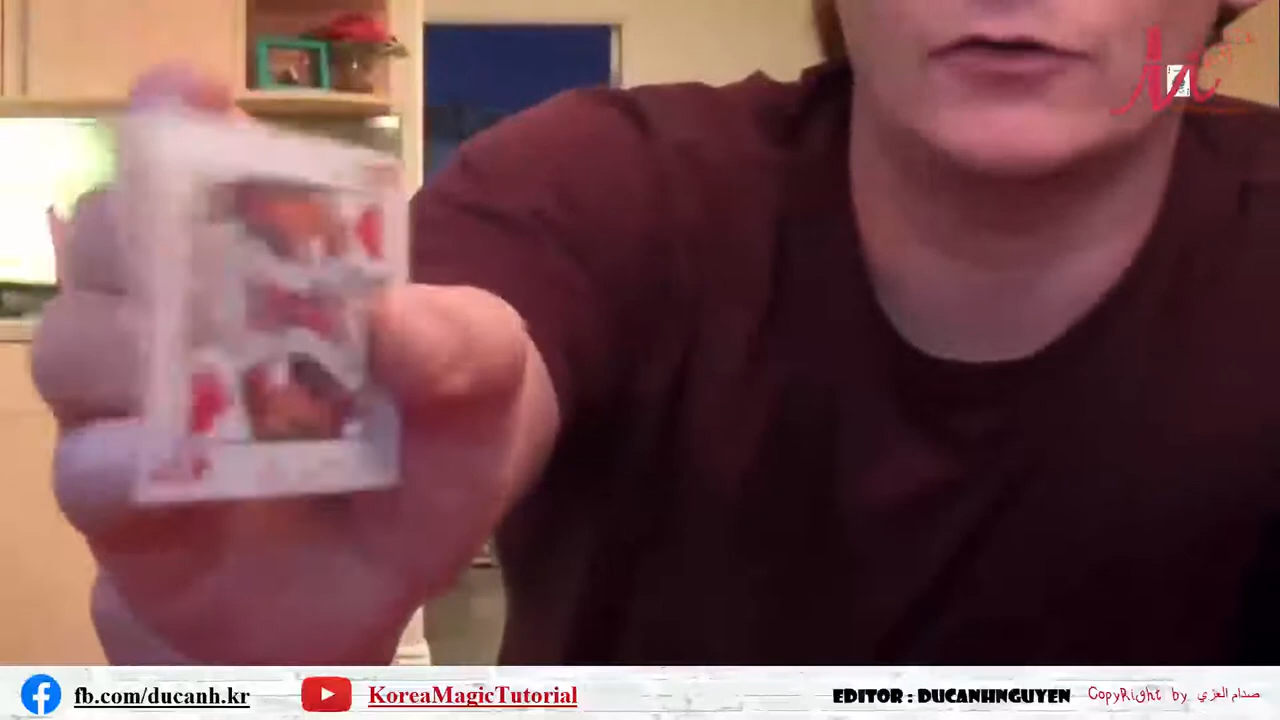 fb.com/ducanh.kr
KoreaMagicTutorial
EDITOR : DUCANHNGUYEN
CopyRight by صدام العزي